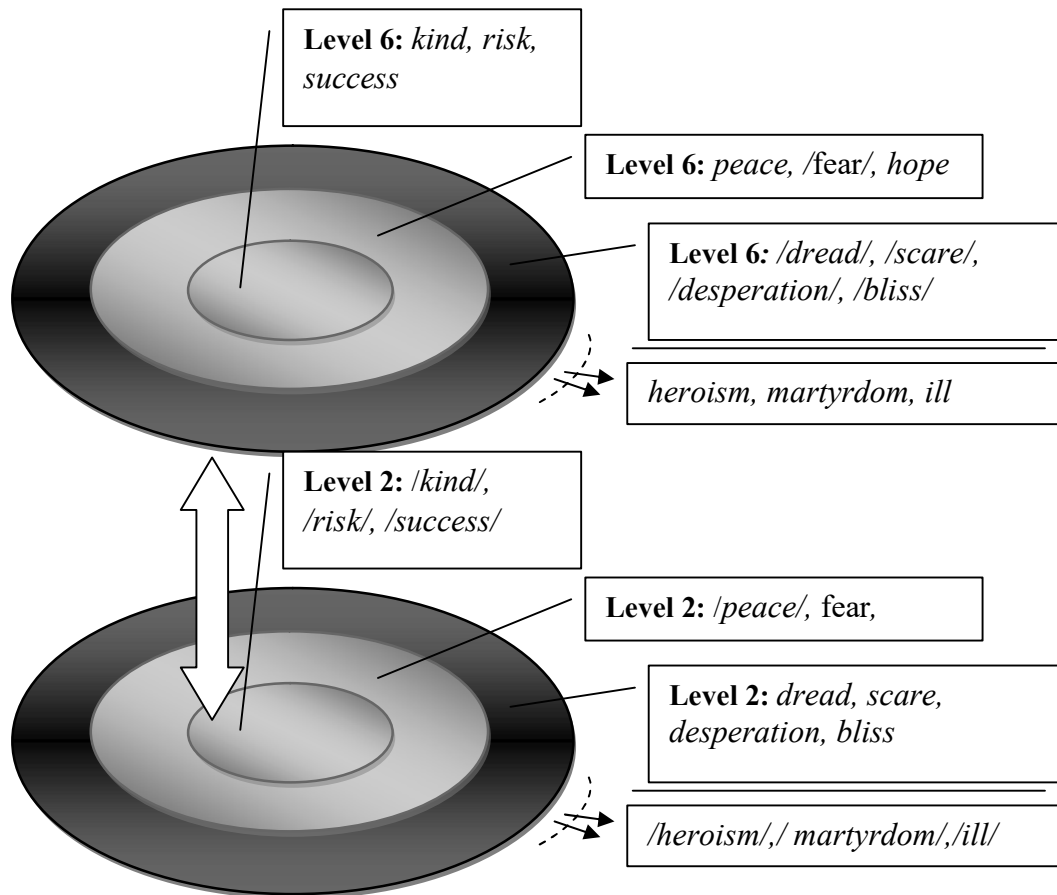 Level 6: kind, risk,
success
Level 6: peace, /fear/, hope
Level 6: /dread/, /scare/,
/desperation/, /bliss/
heroism, martyrdom, ill
Level 2: /kind/,
/risk/, /success/
Level 2: /peace/, fear,
Level 2: dread, scare,
desperation, bliss
/heroism/,/ martyrdom/,/ill/